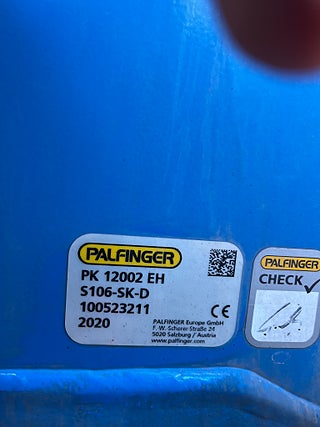 PALFINGER
PK 12002 EH
S106-SK-D
100523211
2020
CE
PALFINGER Europe GmbH
F. W. Scherer-Straße 24
5020 Salzburg / Austria
www.palfinger.com
PALFINGER
CHECK